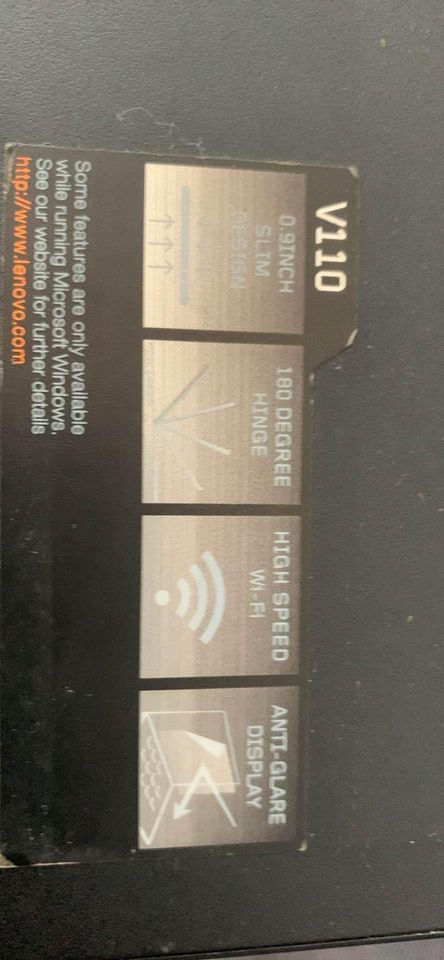 V110
0.9INCH
SLIM
DESIGN
180 DEGREE
HINGE
HIGH SPEED
Wi-Fi
ANTI-GLARE
DISPLAY
Some features are only available
while running Microsoft Windows.
See our website for further details
http://www.lenovo.com